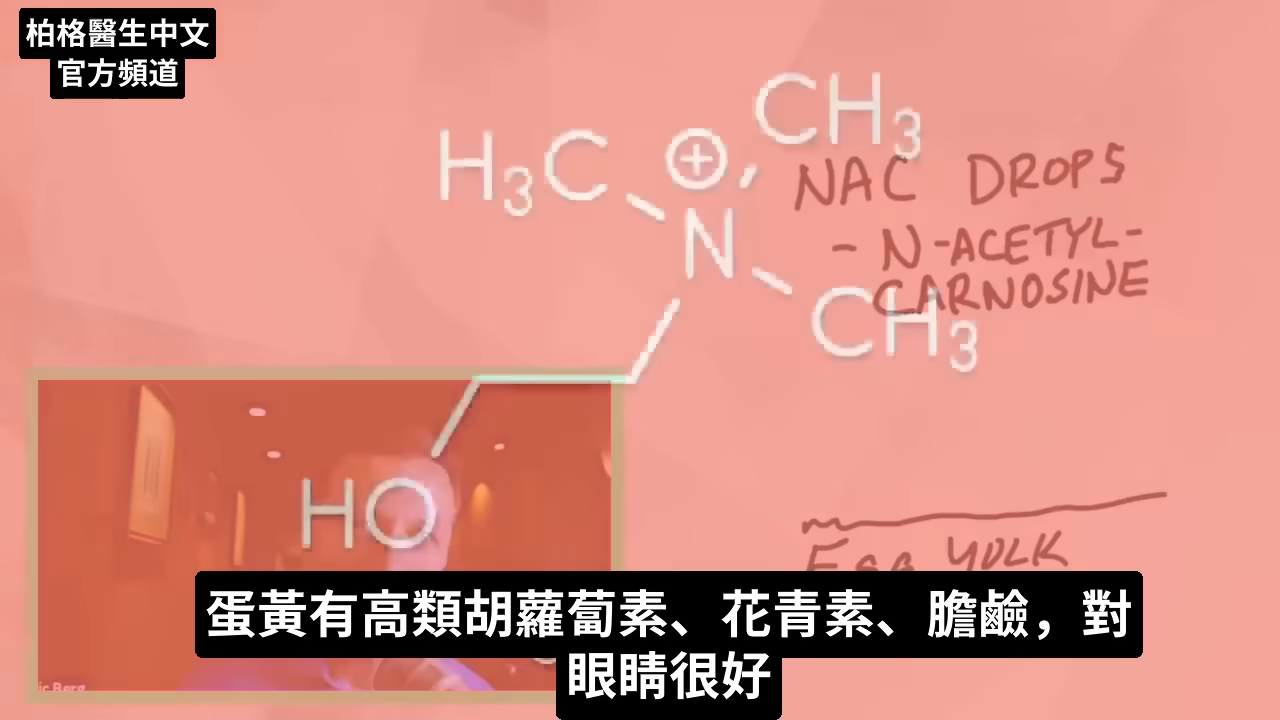 柏格醫生中文
官方頻道
CH3
H3C
+
N
CH3
NAC DROPS
- N-ACETYL-
CARNOSINE
HO
EGG YOLK
ic Berg
蛋黃有高類胡蘿蔔素、花青素、膽鹼，對
眼睛很好